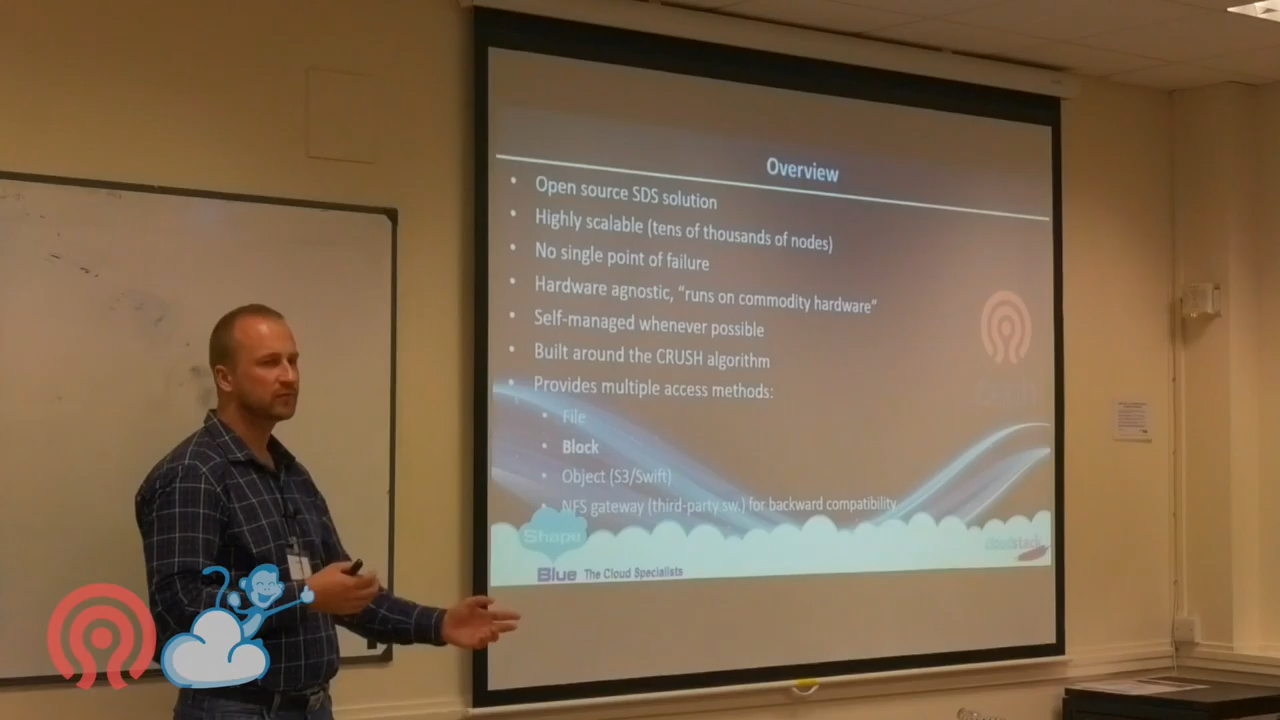 Overview
• Open source SDS solution
• Highly scalable (tens of thousands of nodes)
• No single point of failure
• Hardware agnostic, “runs on commodity hardware”
• Self-managed whenever possible
• Built around the CRUSH algorithm
• Provides multiple access methods:
• File
• Block
• Object (S3/Swift)
• NFS gateway (third-party sw.) for backward compatibility
Shape
cloudstack
Blue The Cloud Specialists